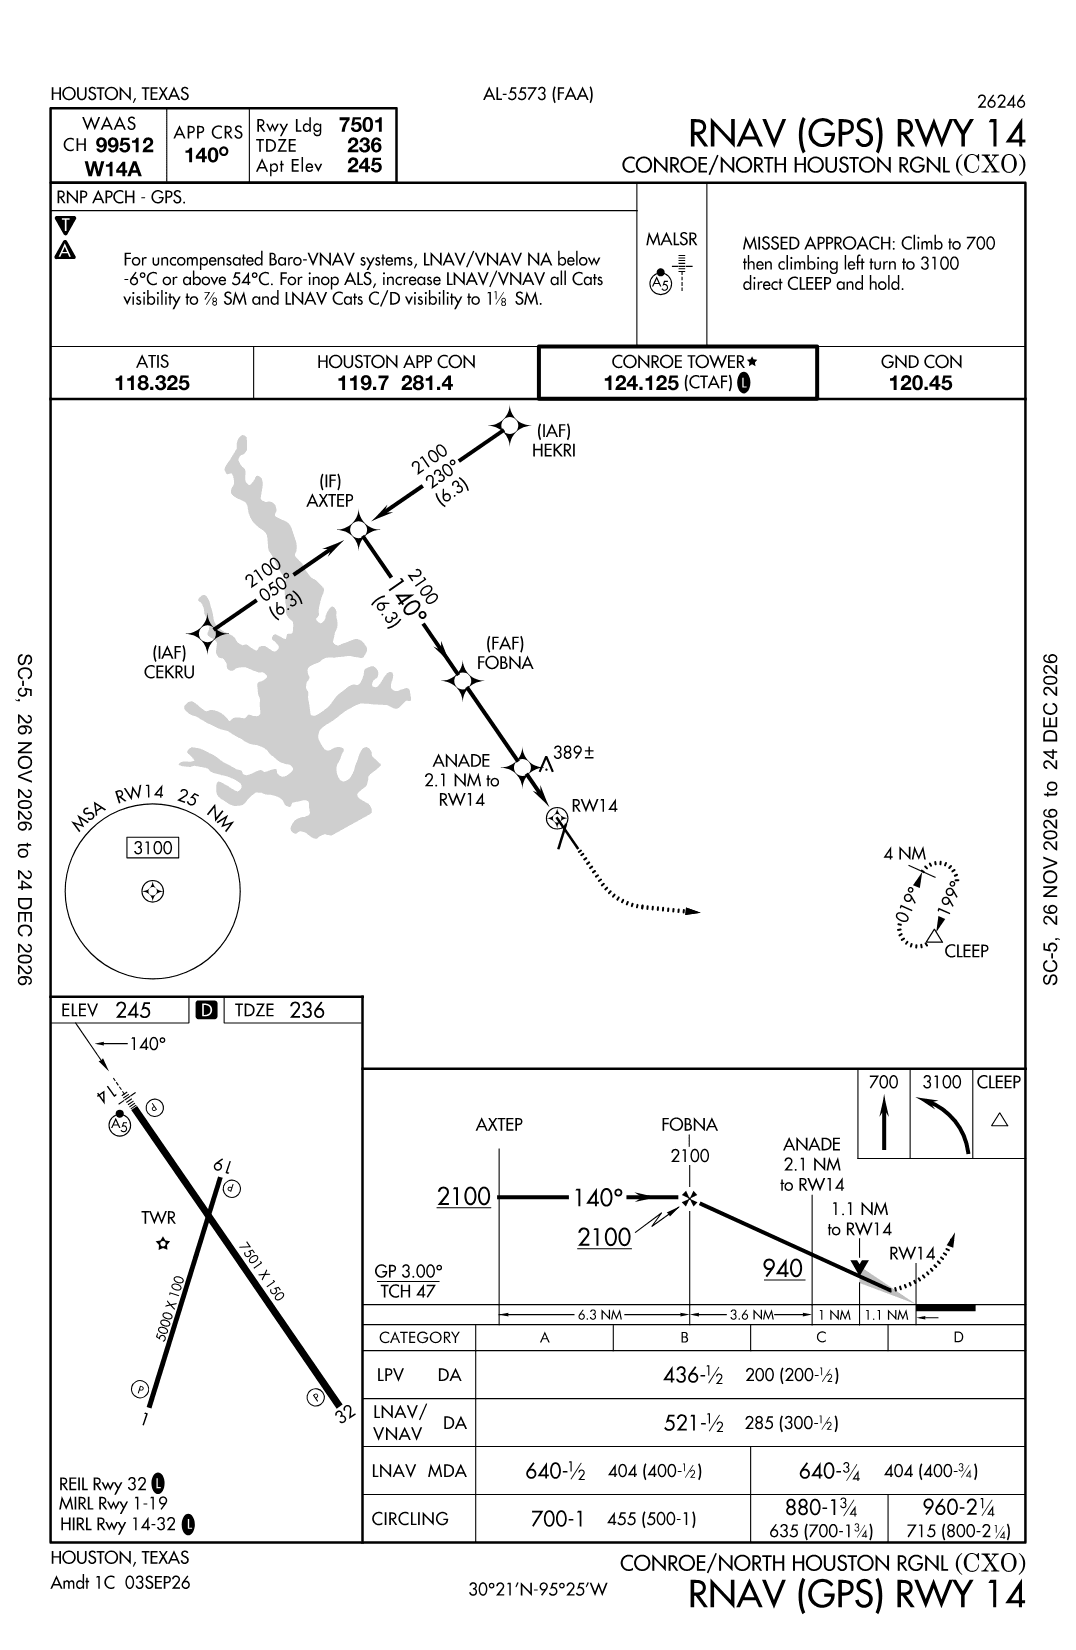 HOUSTON, TEXAS
AL-5573 (FAA)
26246
WAAS
CH 99512
W14A
APP CRS
140°
Rwy Ldg 7501
TDZE 236
Apt Elev 245
RNAV (GPS) RWY 14
CONROE/NORTH HOUSTON RGNL (CXO)
RNP APCH - GPS.
T
A
For uncompensated Baro-VNAV systems, LNAV/VNAV NA below
-6°C or above 54°C. For inop ALS, increase LNAV/VNAV all Cats
visibility to ⅞ SM and LNAV Cats C/D visibility to 1⅛ SM.
MALSR
A5
MISSED APPROACH: Climb to 700
then climbing left turn to 3100
direct CLEEP and hold.
ATIS
118.325
HOUSTON APP CON
119.7 281.4
CONROE TOWER★
124.125 (CTAF) L
GND CON
120.45
(IAF)
HEKRI
2100
230°
(6.3)
(IF)
AXTEP
2100
050°
(6.3)
(IAF)
CEKRU
2100
140°
(6.3)
(FAF)
FOBNA
ANADE
2.1 NM to
RW14
389±
RW14
MSA RW14 25 NM
3100
4 NM
019°
199°
CLEEP
SC-5, 26 NOV 2026 to 24 DEC 2026
SC-5, 26 NOV 2026 to 24 DEC 2026
ELEV 245
D
TDZE 236
140°
14
A5
P
19
P
TWR
7501 X 150
5000 X 100
P
1
P
32
REIL Rwy 32 L
MIRL Rwy 1-19
HIRL Rwy 14-32 L
700
3100
CLEEP
AXTEP
FOBNA
2100
ANADE
2.1 NM
to RW14
1.1 NM
to RW14
RW14
2100
140°
2100
940
GP 3.00°
TCH 47
6.3 NM
3.6 NM
1 NM
1.1 NM
CATEGORY A B C D
LPV DA 436-½ 200 (200-½)
LNAV/
VNAV DA 521-½ 285 (300-½)
LNAV MDA 640-½ 404 (400-½) 640-¾ 404 (400-¾)
CIRCLING 700-1 455 (500-1)
880-1¾
635 (700-1¾)
960-2¼
715 (800-2¼)
HOUSTON, TEXAS
Amdt 1C 03SEP26
30°21'N-95°25'W
CONROE/NORTH HOUSTON RGNL (CXO)
RNAV (GPS) RWY 14